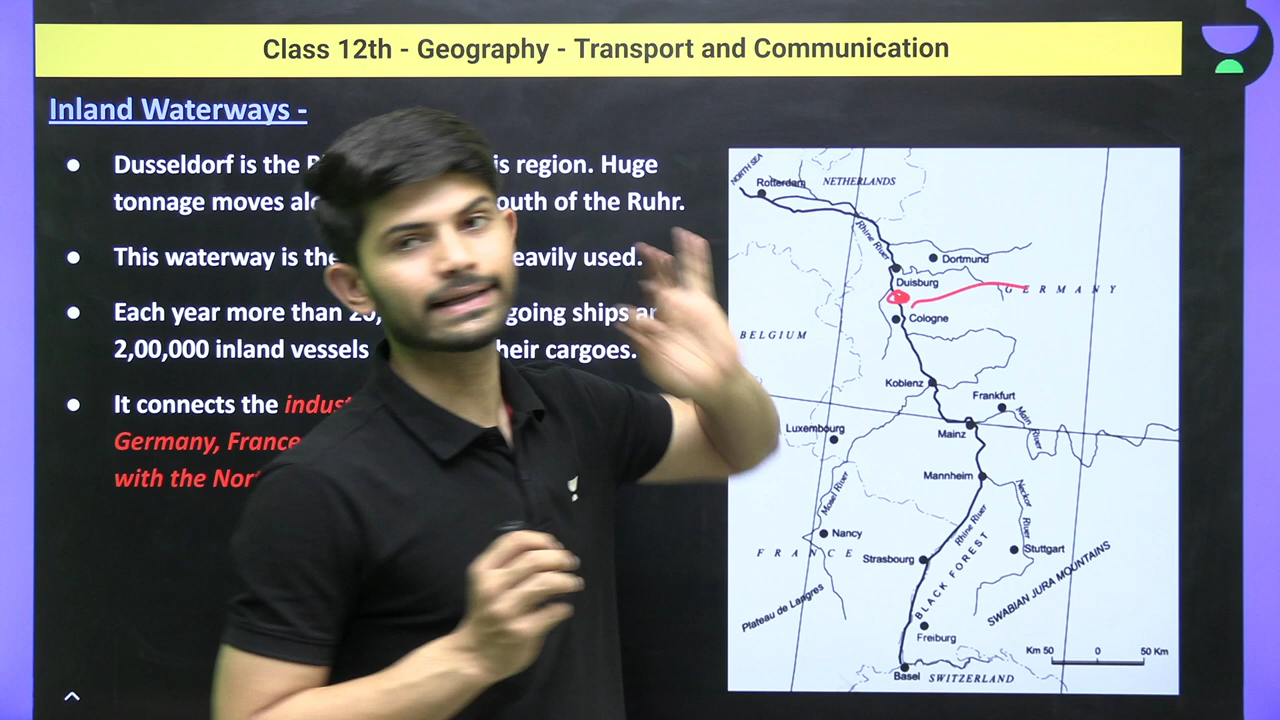 Class 12th - Geography - Transport and Communication
Inland Waterways -
● Dusseldorf is the is region. Huge
tonnage moves outh of the Ruhr.
● This waterway is the eavily used.
● Each year more than going ships
2,00,000 inland vessels heir cargoes.
● It connects the indust
Germany, France
with the Nor
NORTH SEA
Rotterdam
NETHERLANDS
Rhine River
Dortmund
Duisburg
GERMANY
Cologne
BELGIUM
Koblenz
Frankfurt
Main River
Luxembourg
Mainz
Mannheim
Mosel River
Neckor River
Rhine River
Nancy
FRANCE
Strasbourg
Stuttgart
BLACK FOREST
SWABIAN JURA MOUNTAINS
Plateau de Langres
Freiburg
Km 50 0 50 Km
Basel
SWITZERLAND